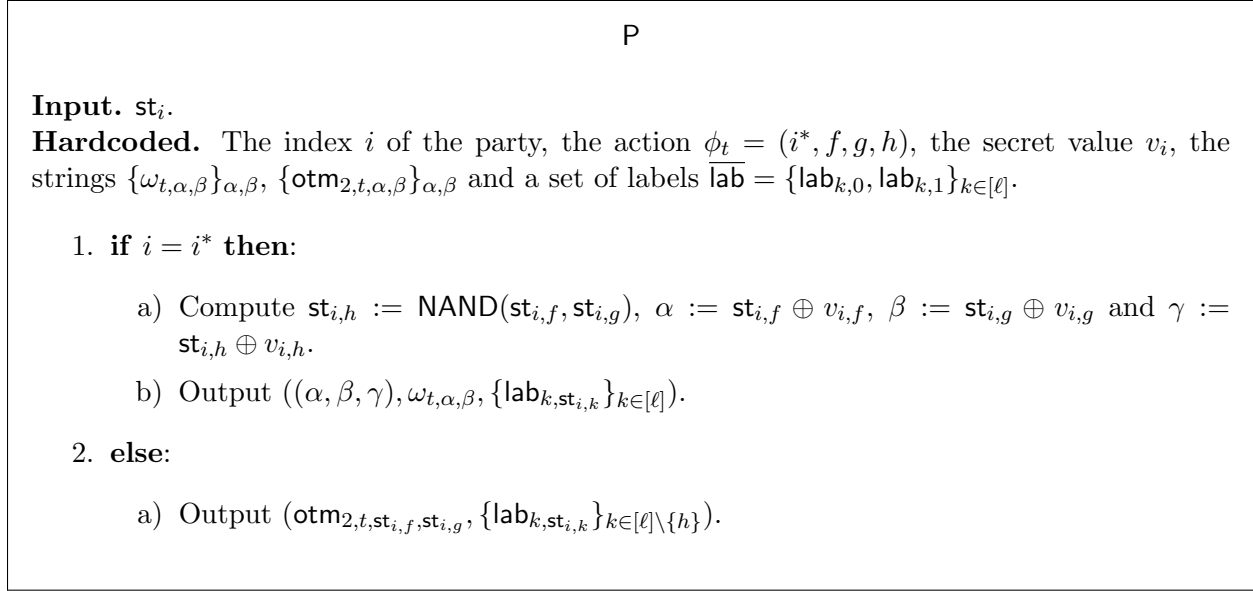 P
Input. st_i.
Hardcoded. The index i of the party, the action ϕ_t = (i^*, f, g, h), the secret value v_i, the
strings {ω_{t,α,β}}_{α,β}, {otm_{2,t,α,β}}_{α,β} and a set of labels \overline{lab} = {lab_{k,0}, lab_{k,1}}_{k∈[ℓ]}.
1. if i = i^* then:
a) Compute st_{i,h} := NAND(st_{i,f}, st_{i,g}), α := st_{i,f} ⊕ v_{i,f}, β := st_{i,g} ⊕ v_{i,g} and γ :=
st_{i,h} ⊕ v_{i,h}.
b) Output ((α, β, γ), ω_{t,α,β}, {lab_{k,st_{i,k}}}_{k∈[ℓ]}).
2. else:
a) Output (otm_{2,t,st_{i,f},st_{i,g}}, {lab_{k,st_{i,k}}}_{k∈[ℓ]\{h}}).